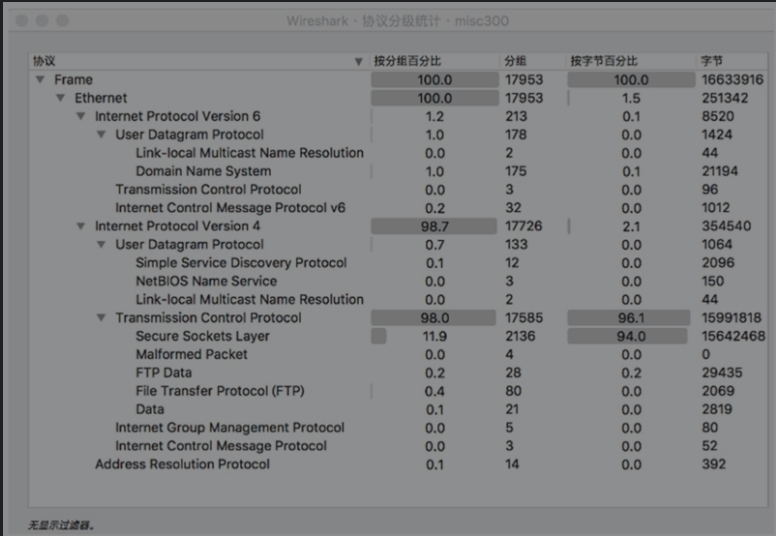 Wireshark · 协议分级统计 · misc300
协议 按分组百分比 分组 按字节百分比 字节
Frame 100.0 17953 100.0 16633916
Ethernet 100.0 17953 1.5 251342
Internet Protocol Version 6 1.2 213 0.1 8520
User Datagram Protocol 1.0 178 0.0 1424
Link-local Multicast Name Resolution 0.0 2 0.0 44
Domain Name System 1.0 175 0.1 21194
Transmission Control Protocol 0.0 3 0.0 96
Internet Control Message Protocol v6 0.2 32 0.0 1012
Internet Protocol Version 4 98.7 17726 2.1 354540
User Datagram Protocol 0.7 133 0.0 1064
Simple Service Discovery Protocol 0.1 12 0.0 2096
NetBIOS Name Service 0.0 3 0.0 150
Link-local Multicast Name Resolution 0.0 2 0.0 44
Transmission Control Protocol 98.0 17585 96.1 15991818
Secure Sockets Layer 11.9 2136 94.0 15642468
Malformed Packet 0.0 4 0.0 0
FTP Data 0.2 28 0.2 29435
File Transfer Protocol (FTP) 0.4 80 0.0 2069
Data 0.1 21 0.0 2819
Internet Group Management Protocol 0.0 5 0.0 80
Internet Control Message Protocol 0.0 3 0.0 52
Address Resolution Protocol 0.1 14 0.0 392
无显示过滤器。